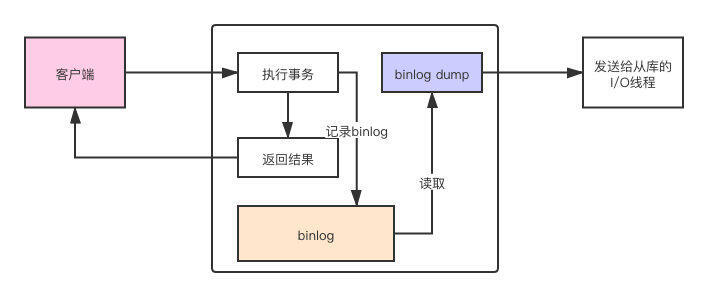 客户端
执行事务
binlog dump
发送给从库的
I/O线程
记录binlog
返回结果
读取
binlog